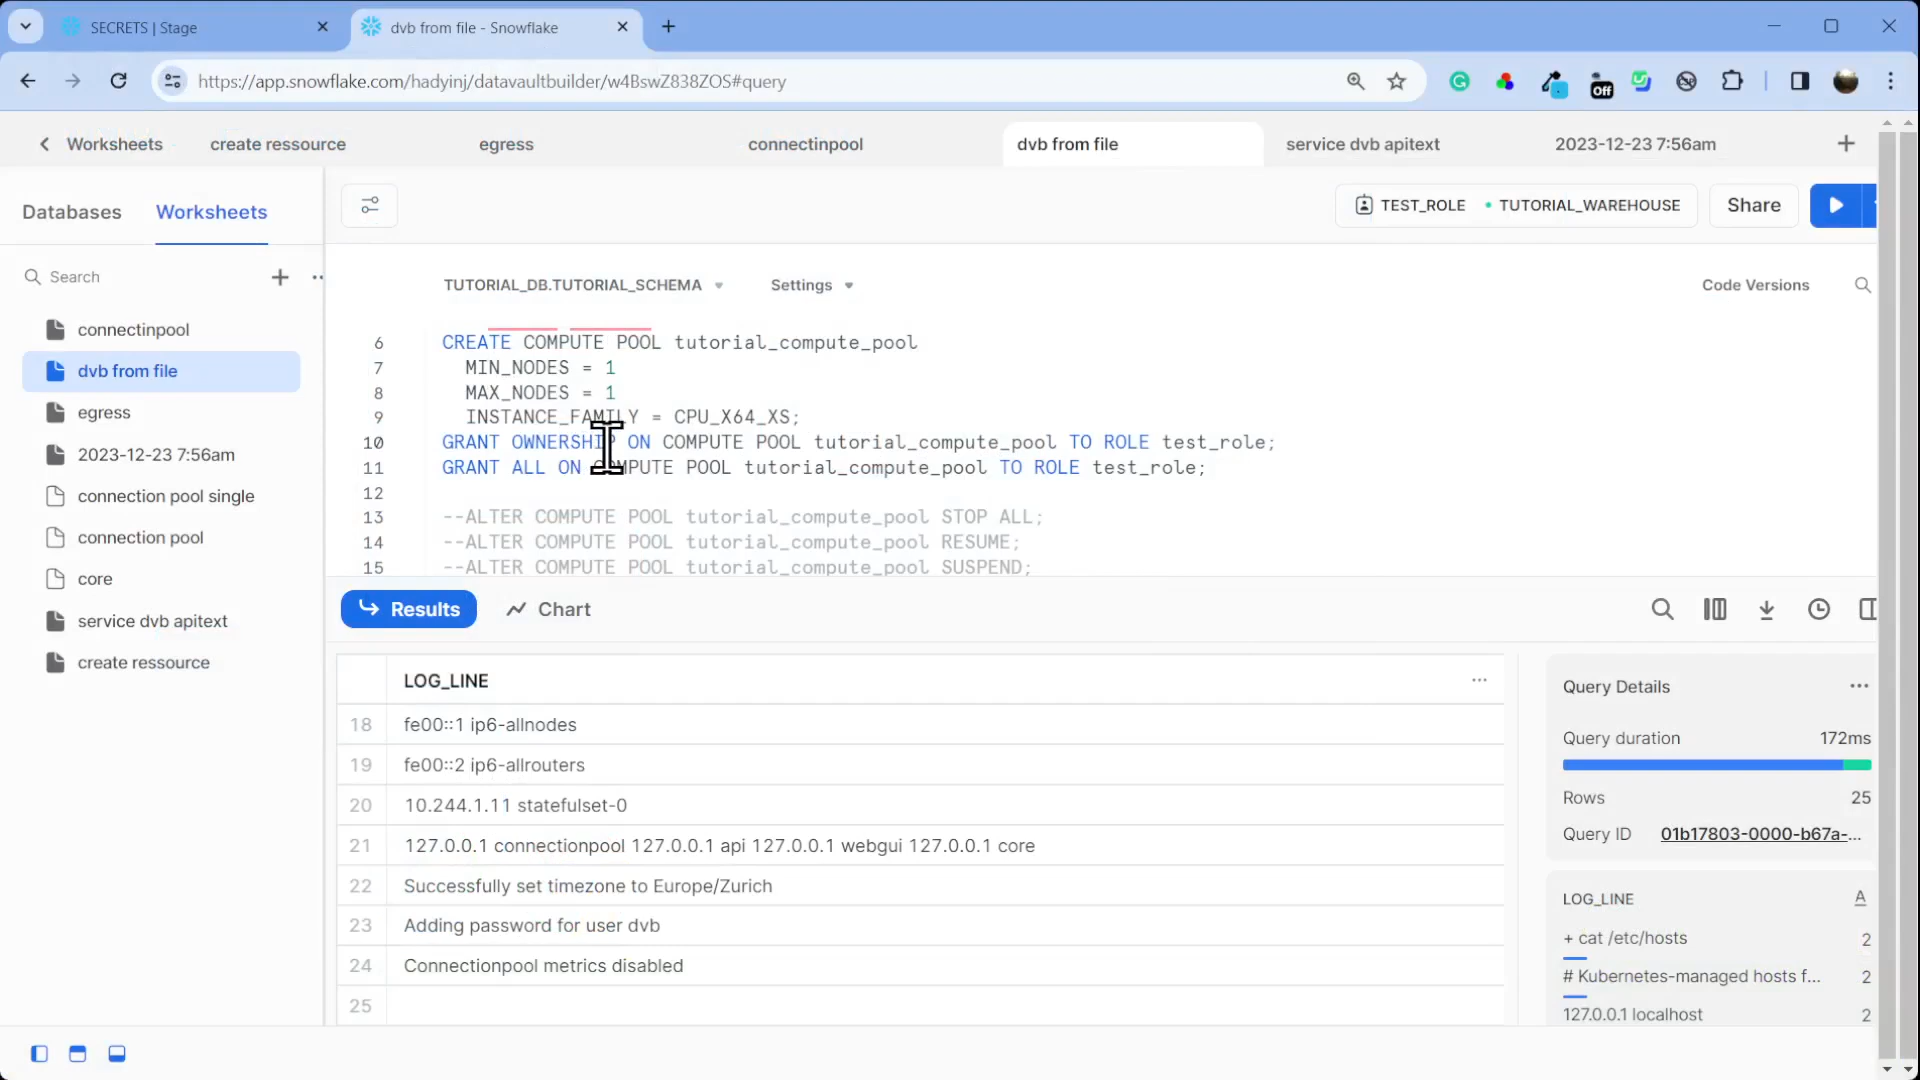 SECRETS | Stage
dvb from file - Snowflake
https://app.snowflake.com/hadyinj/datavaultbuilder/w4BswZ838ZOS#query
Off
Worksheets
create ressource
egress
connectinpool
dvb from file
service dvb apitext
2023-12-23 7:56am
Databases
Worksheets
TEST_ROLE
TUTORIAL_WAREHOUSE
Share
Search
connectinpool
dvb from file
egress
2023-12-23 7:56am
connection pool single
connection pool
core
service dvb apitext
create ressource
TUTORIAL_DB.TUTORIAL_SCHEMA
Settings
Code Versions
6 CREATE COMPUTE POOL tutorial_compute_pool
7 MIN_NODES = 1
8 MAX_NODES = 1
9 INSTANCE_FAMILY = CPU_X64_XS;
10 GRANT OWNERSHIP ON COMPUTE POOL tutorial_compute_pool TO ROLE test_role;
11 GRANT ALL ON COMPUTE POOL tutorial_compute_pool TO ROLE test_role;
12
13 --ALTER COMPUTE POOL tutorial_compute_pool STOP ALL;
14 --ALTER COMPUTE POOL tutorial_compute_pool RESUME;
15 --ALTER COMPUTE POOL tutorial_compute_pool SUSPEND;
Results
Chart
LOG_LINE
18 fe00::1 ip6-allnodes
19 fe00::2 ip6-allrouters
20 10.244.1.11 statefulset-0
21 127.0.0.1 connectionpool 127.0.0.1 api 127.0.0.1 webgui 127.0.0.1 core
22 Successfully set timezone to Europe/Zurich
23 Adding password for user dvb
24 Connectionpool metrics disabled
25
Query Details
Query duration 172ms
Rows 25
Query ID 01b17803-0000-b67a-...
LOG_LINE A
+ cat /etc/hosts 2
# Kubernetes-managed hosts f... 2
127.0.0.1 localhost 2